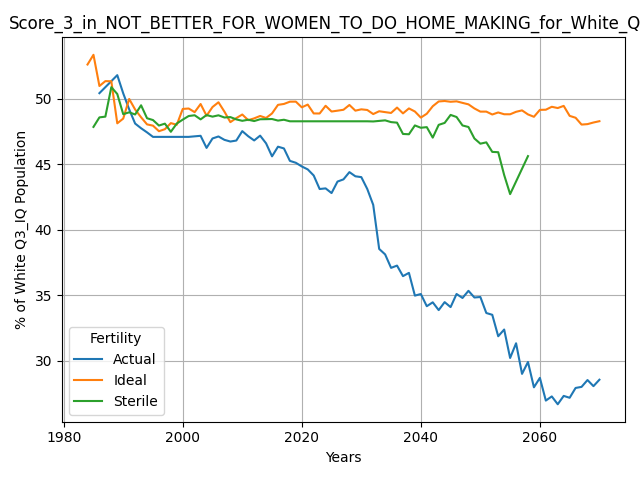 Score_3_in_NOT_BETTER_FOR_WOMEN_TO_DO_HOME_MAKING_for_White_Q
% of White Q3_IQ Population
50
45
40
35
30
Fertility
Actual
Ideal
Sterile
1980
2000
2020
2040
2060
Years